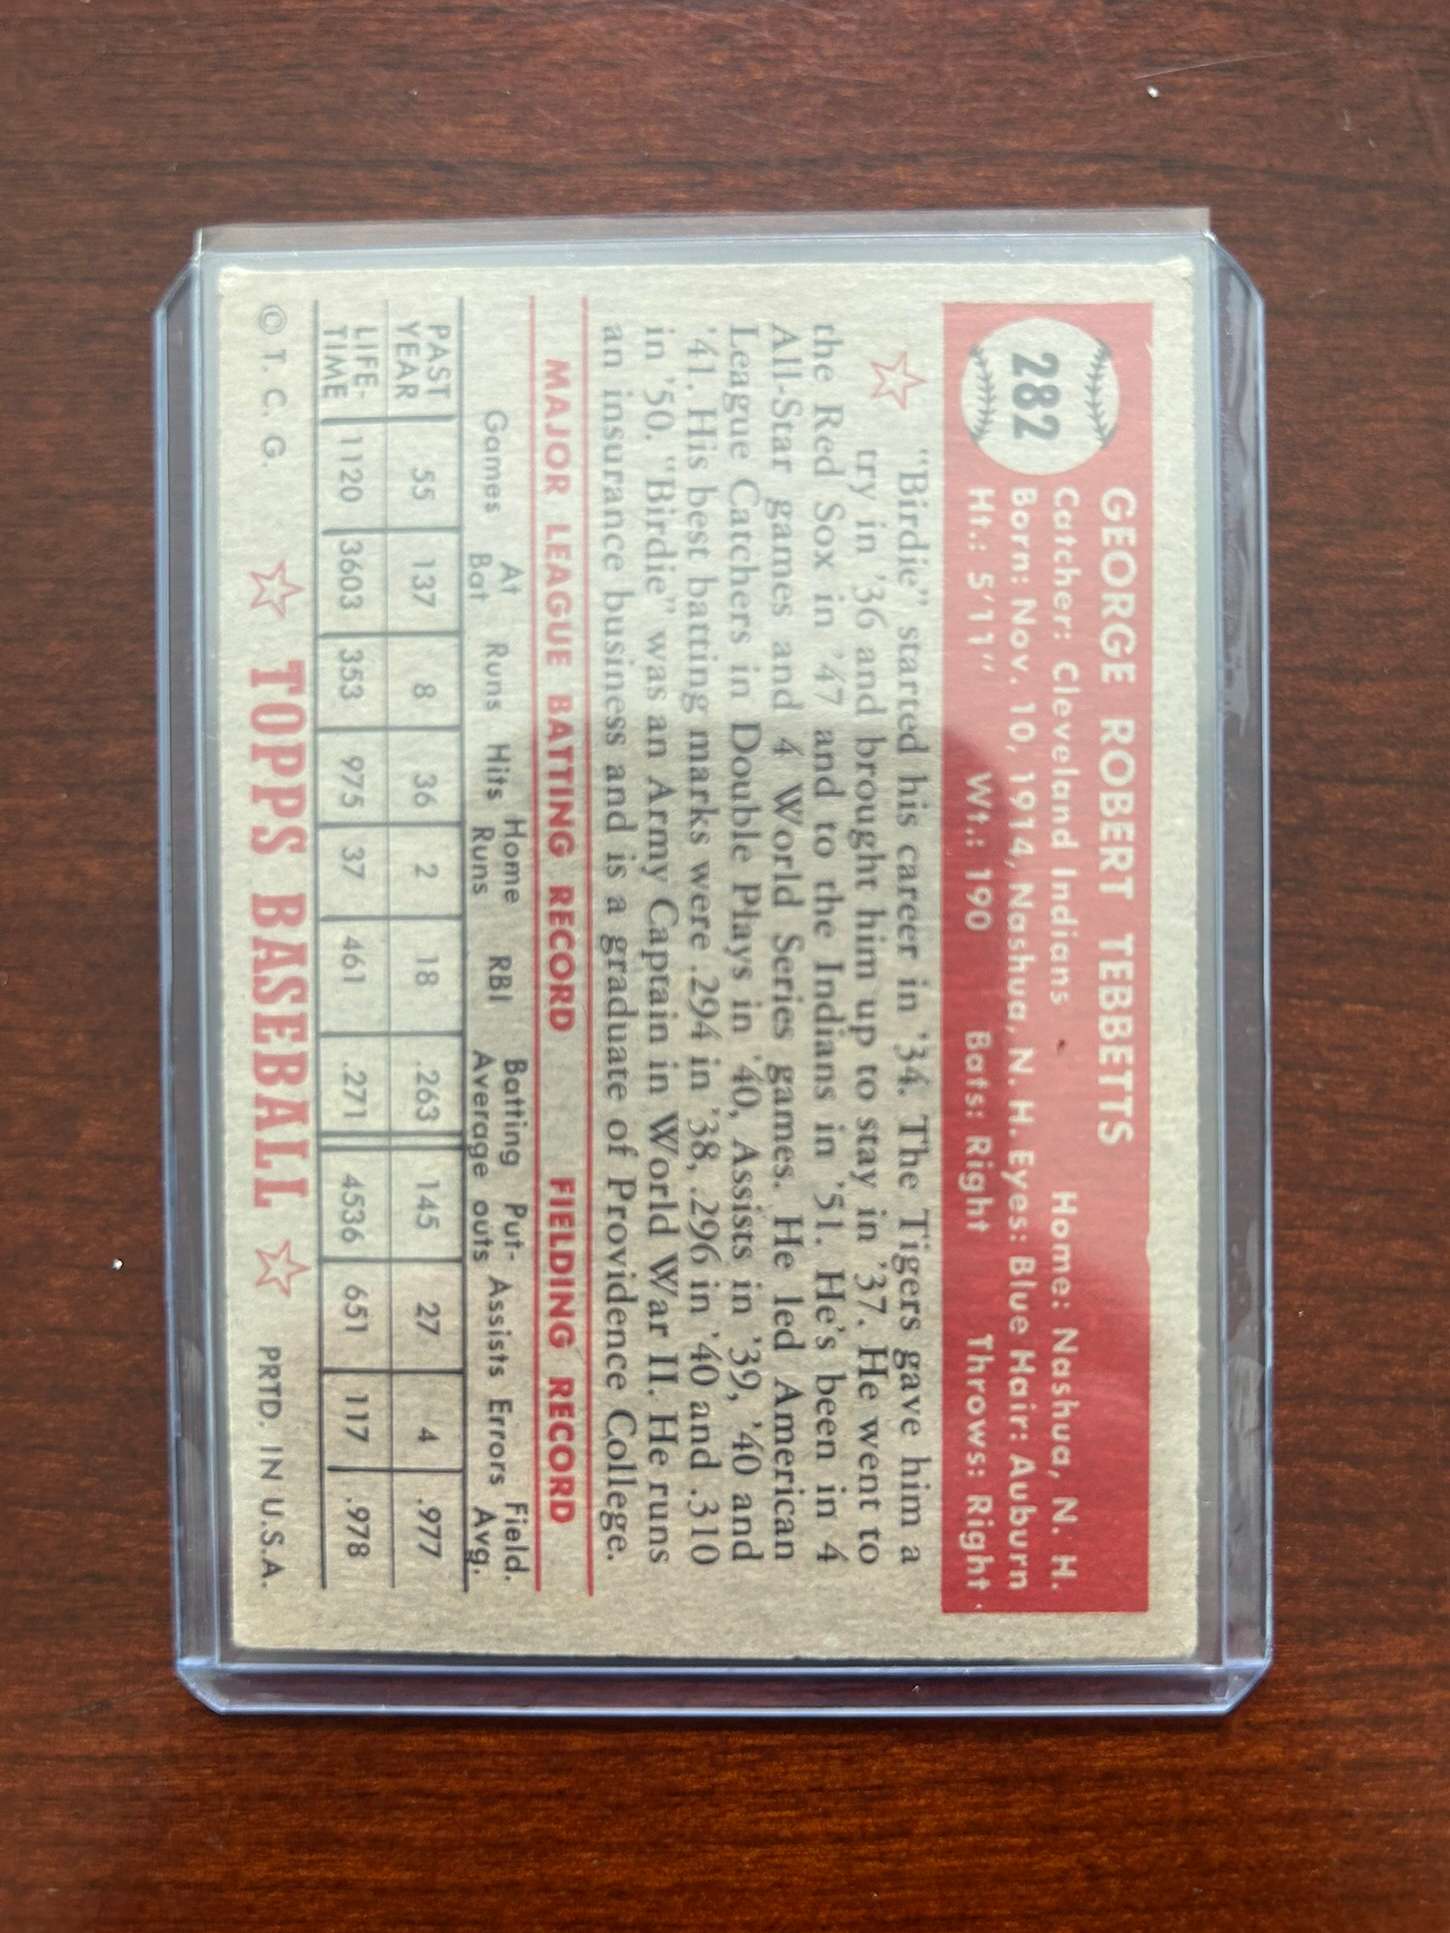 282
GEORGE ROBERT TEBBETTS
Catcher: Cleveland Indians Home: Nashua, N. H.
Born: Nov. 10, 1914, Nashua, N. H. Eyes: Blue Hair: Auburn
Ht.: 5'11" Wt.: 190 Bats: Right Throws: Right
"Birdie" started his career in '34. The Tigers gave him a
try in '36 and brought him up to stay in '37. He went to
the Red Sox in '47 and to the Indians in '51. He's been in 4
All-Star games and 4 World Series games. He led American
League Catchers in Double Plays in '40, Assists in '39, '40 and
'41. His best batting marks were .294 in '38, .296 in '40 and .310
in '50. "Birdie" was an Army Captain in World War II. He runs
an insurance business and is a graduate of Providence College.
MAJOR LEAGUE BATTING RECORD FIELDING RECORD
Games At Bat Runs Hits Home Runs RBI Batting Average Put-outs Assists Errors Field. Avg.
PAST YEAR 55 137 8 36 2 18 .263 145 27 4 .977
LIFE-TIME 1120 3603 353 975 37 461 .271 4536 651 117 .978
© T. C. G. TOPPS BASEBALL PRTD. IN U.S.A.